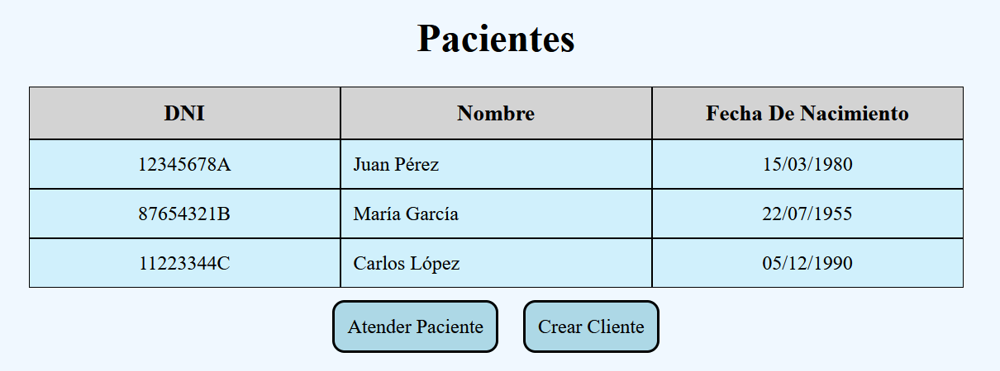 Pacientes
DNI Nombre Fecha De Nacimiento
12345678A Juan Pérez 15/03/1980
87654321B María García 22/07/1955
11223344C Carlos López 05/12/1990
Atender Paciente Crear Cliente